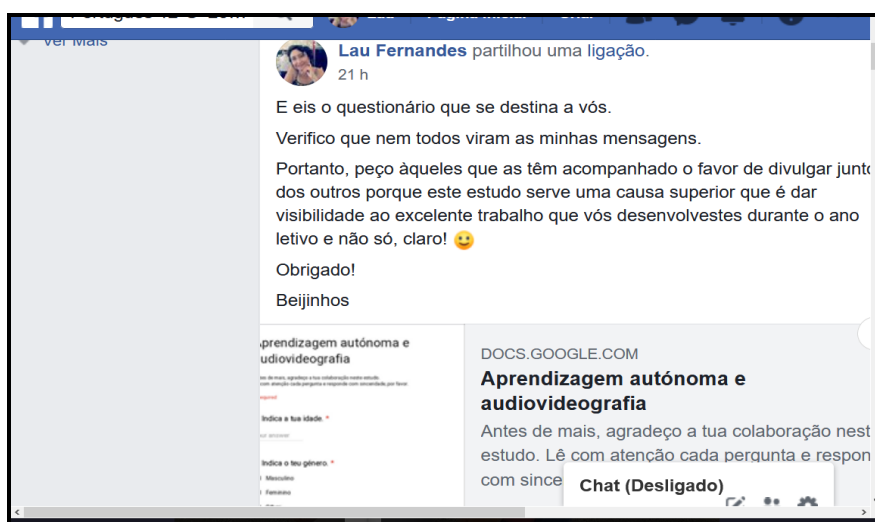 Ver Mais
Lau Fernandes partilhou uma ligação.
21 h
E eis o questionário que se destina a vós.
Verifico que nem todos viram as minhas mensagens.
Portanto, peço àqueles que as têm acompanhado o favor de divulgar junto
dos outros porque este estudo serve uma causa superior que é dar
visibilidade ao excelente trabalho que vós desenvolvestes durante o ano
letivo e não só, claro! 🙂
Obrigado!
Beijinhos
prendizagem autónoma e
udiovideografia
Indica a tua idade. *
Indica o teu género. *
Masculino
Feminino
DOCS.GOOGLE.COM
Aprendizagem autónoma e
audiovideografia
Antes de mais, agradeço a tua colaboração nest
estudo. Lê com atenção cada pergunta e respon
com since
Chat (Desligado)